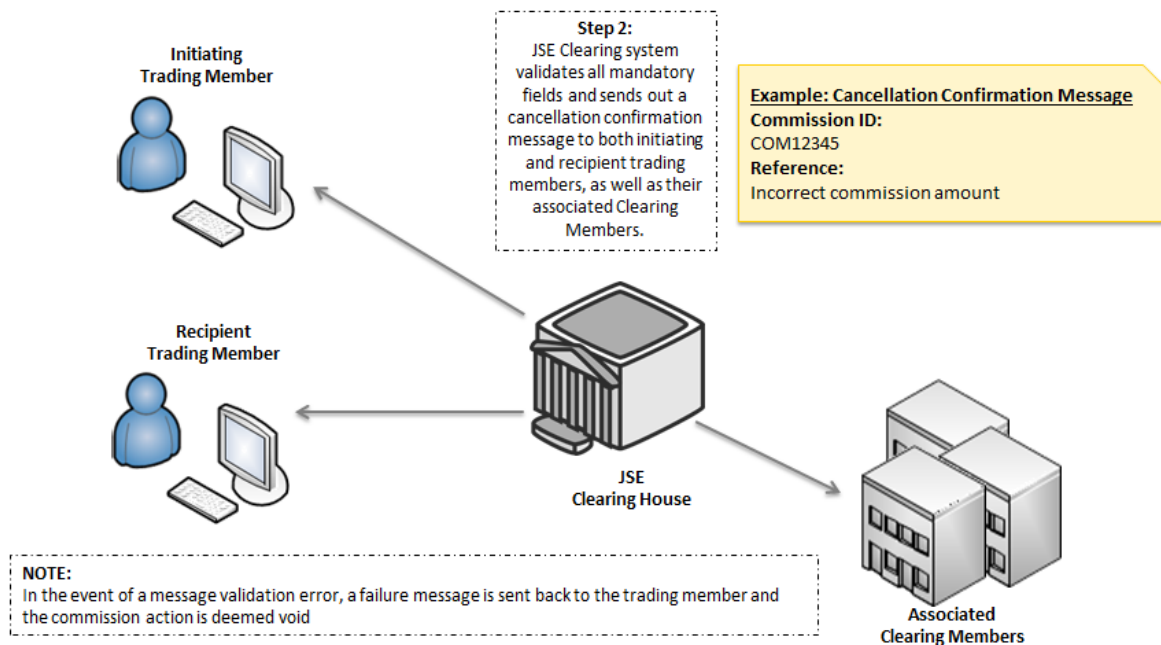 Initiating
Trading Member
Step 2:
JSE Clearing system
validates all mandatory
fields and sends out a
cancellation confirmation
message to both initiating
and recipient trading
members, as well as their
associated Clearing
Members.
Example: Cancellation Confirmation Message
Commission ID:
COM12345
Reference:
Incorrect commission amount
Recipient
Trading Member
JSE
Clearing House
Associated
Clearing Members
NOTE:
In the event of a message validation error, a failure message is sent back to the trading member and
the commission action is deemed void